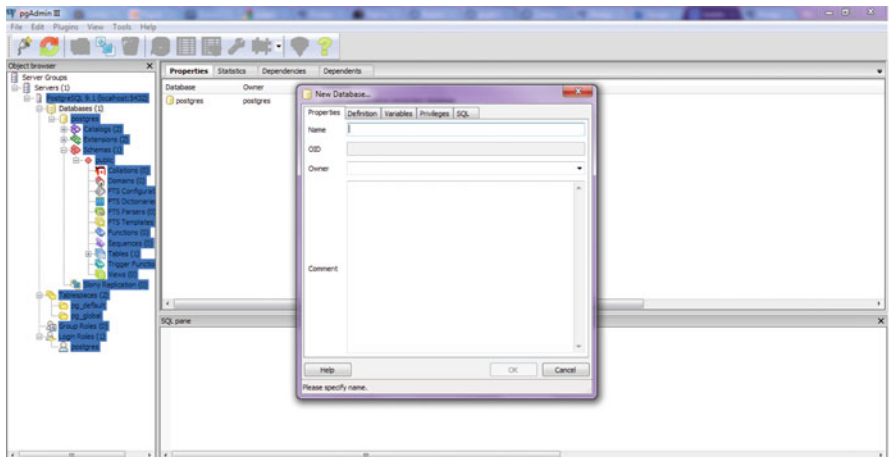 pgAdmin III
File Edit Plugins View Tools Help
Object browser
Server Groups
Servers (1)
PostgreSQL 9.1 (localhost:5432)
Databases (1)
postgres
Catalogs (2)
Extensions (2)
Schemas (1)
public
Collations (0)
Domains (0)
FTS Configurat
FTS Dictionarie
FTS Parsers (0)
FTS Templates
Functions (0)
Sequences (0)
Tables (1)
Trigger Functio
Views (0)
Slony Replication (0)
Tablespaces (2)
pg_default
pg_global
Group Roles (0)
Login Roles (1)
postgres
Properties Statistics Dependencies Dependents
Database Owner
postgres postgres
SQL pane
New Database...
Properties Definition Variables Privileges SQL
Name
OID
Owner
Comment
Help OK Cancel
Please specify name.